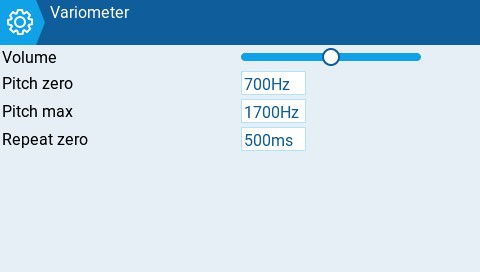 Variometer
Volume
Pitch zero 700Hz
Pitch max 1700Hz
Repeat zero 500ms